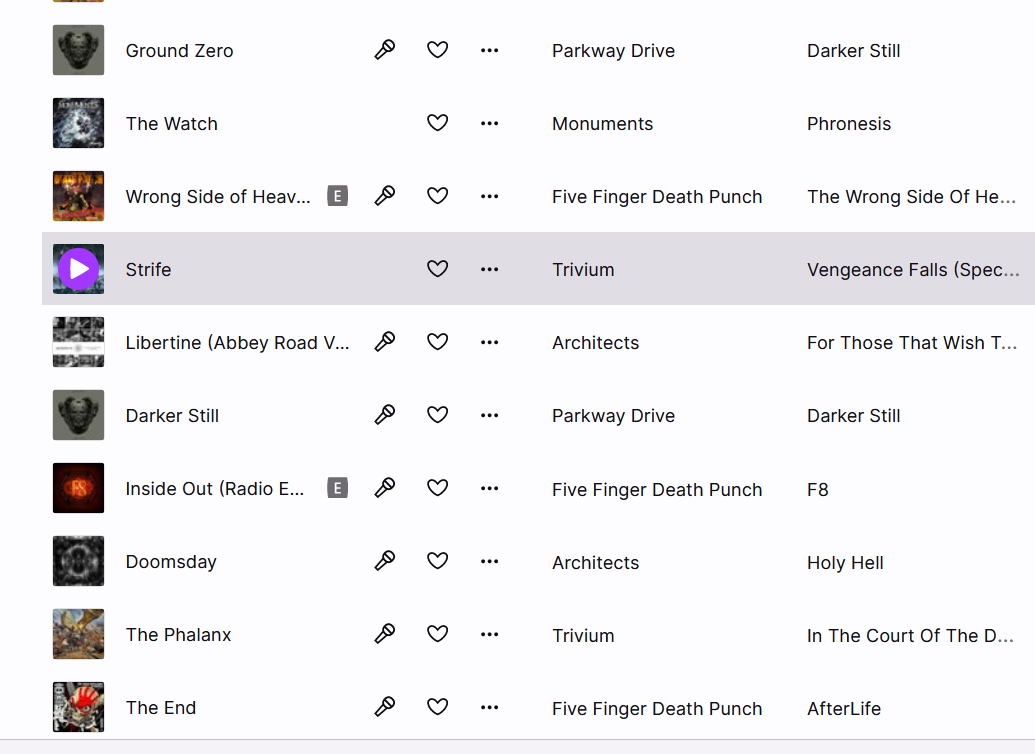 Ground Zero Parkway Drive Darker Still
The Watch Monuments Phronesis
Wrong Side of Heav... E Five Finger Death Punch The Wrong Side Of He...
Strife Trivium Vengeance Falls (Spec...
Libertine (Abbey Road V... Architects For Those That Wish T...
Darker Still Parkway Drive Darker Still
Inside Out (Radio E... E Five Finger Death Punch F8
Doomsday Architects Holy Hell
The Phalanx Trivium In The Court Of The D...
The End Five Finger Death Punch AfterLife